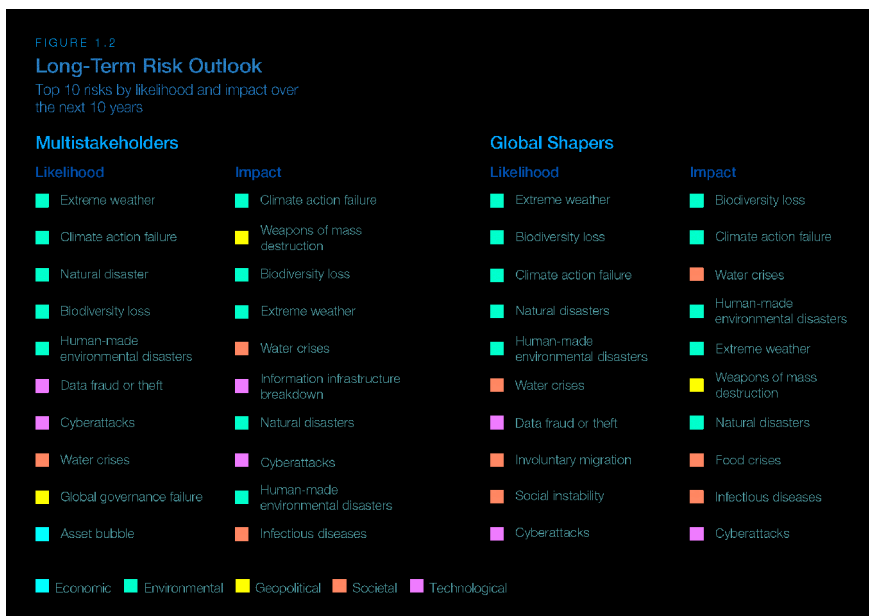 FIGURE 1.2
Long-Term Risk Outlook
Top 10 risks by likelihood and impact over
the next 10 years
Multistakeholders
Likelihood
Extreme weather
Climate action failure
Natural disaster
Biodiversity loss
Human-made
environmental disasters
Data fraud or theft
Cyberattacks
Water crises
Global governance failure
Asset bubble
Impact
Climate action failure
Weapons of mass
destruction
Biodiversity loss
Extreme weather
Water crises
Information infrastructure
breakdown
Natural disasters
Cyberattacks
Human-made
environmental disasters
Infectious diseases
Global Shapers
Likelihood
Extreme weather
Biodiversity loss
Climate action failure
Natural disasters
Human-made
environmental disasters
Water crises
Data fraud or theft
Involuntary migration
Social instability
Cyberattacks
Impact
Biodiversity loss
Climate action failure
Water crises
Human-made
environmental disasters
Extreme weather
Weapons of mass
destruction
Natural disasters
Food crises
Infectious diseases
Cyberattacks
Economic Environmental Geopolitical Societal Technological